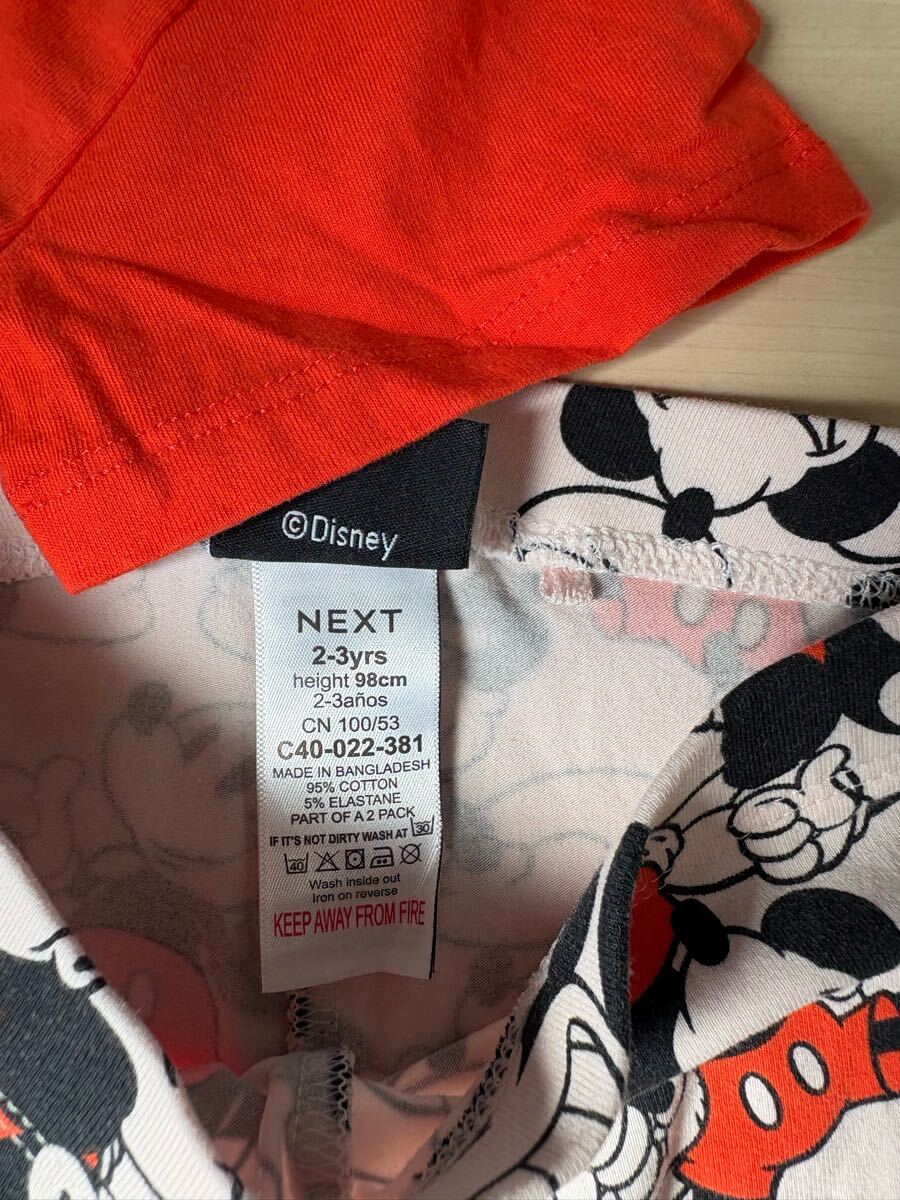 ©Disney
NEXT
2-3yrs
height 98cm
2-3años
CN 100/53
C40-022-381
MADE IN BANGLADESH
95% COTTON
5% ELASTANE
PART OF A 2 PACK
IF IT'S NOT DIRTY WASH AT 30
40
Wash inside out
Iron on reverse
KEEP AWAY FROM FIRE